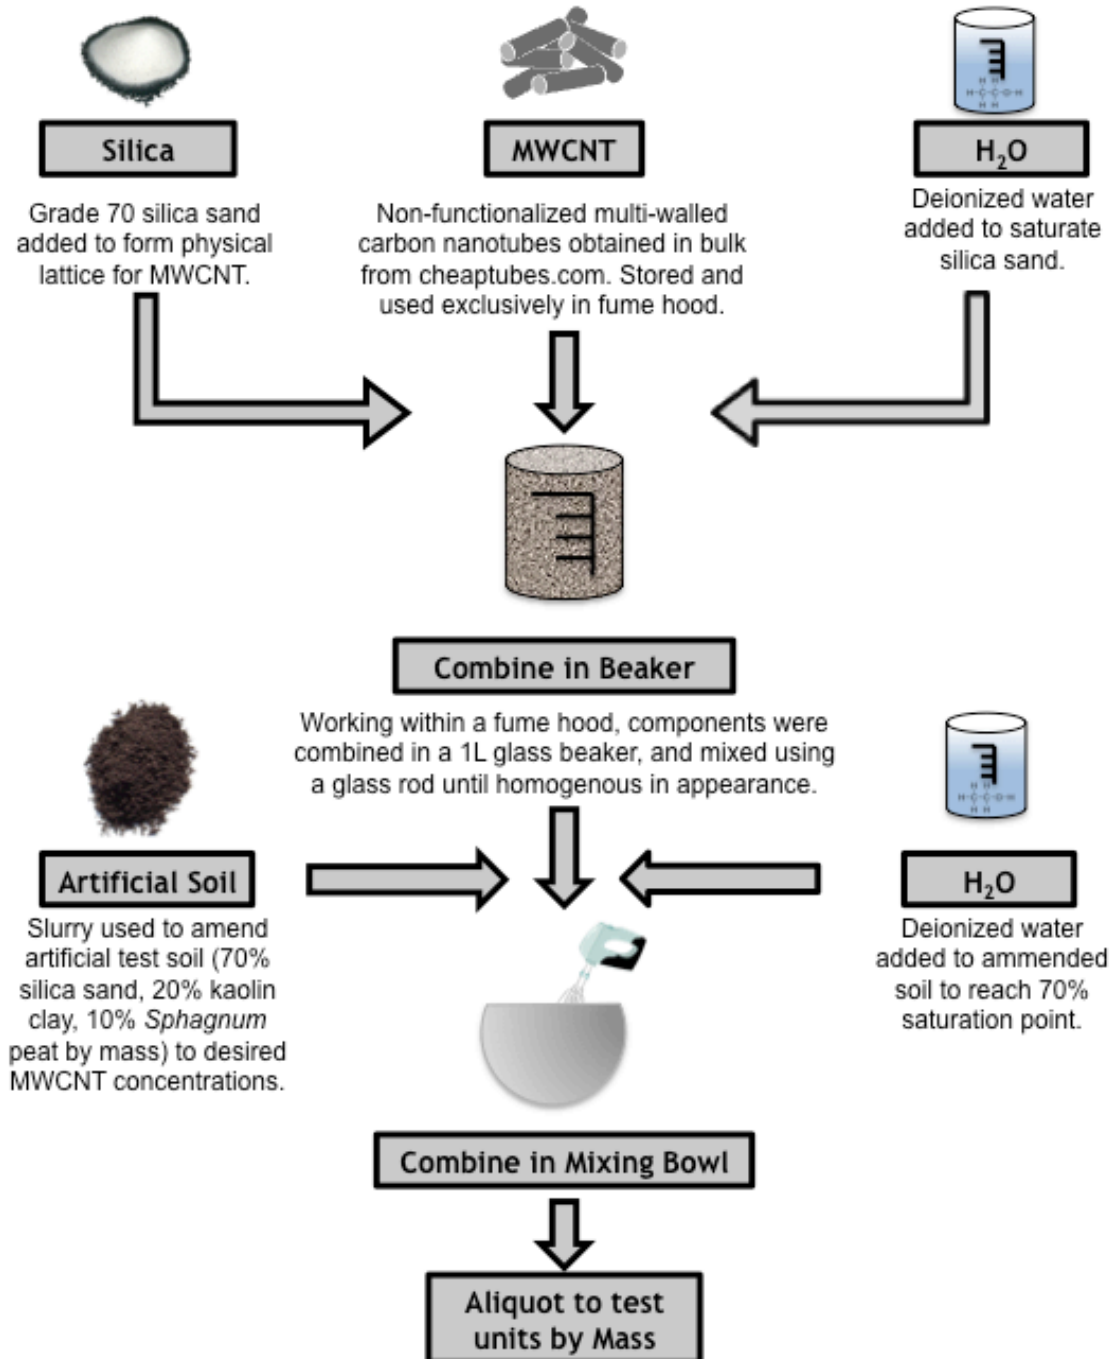 Silica
MWCNT
H₂O
Grade 70 silica sand
added to form physical
lattice for MWCNT.
Non-functionalized multi-walled
carbon nanotubes obtained in bulk
from cheaptubes.com. Stored and
used exclusively in fume hood.
Deionized water
added to saturate
silica sand.
Combine in Beaker
Working within a fume hood, components were
combined in a 1L glass beaker, and mixed using
a glass rod until homogenous in appearance.
Artificial Soil
Slurry used to amend
artificial test soil (70%
silica sand, 20% kaolin
clay, 10% Sphagnum
peat by mass) to desired
MWCNT concentrations.
H₂O
Deionized water
added to ammended
soil to reach 70%
saturation point.
Combine in Mixing Bowl
Aliquot to test
units by Mass